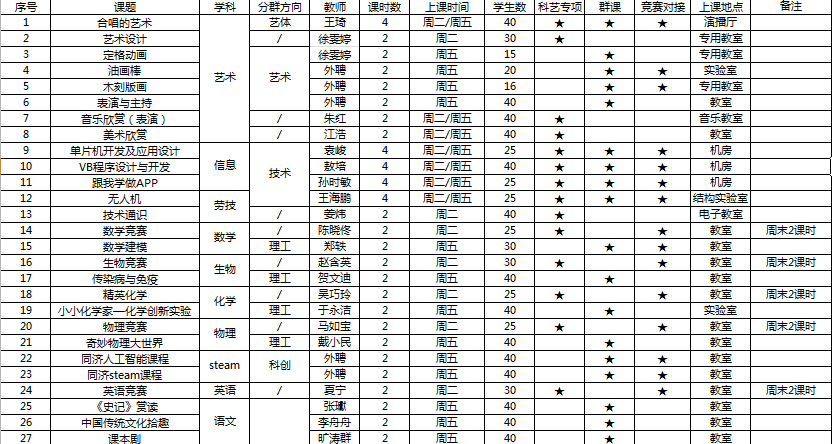 序号 课题 学科 分群方向 教师 课时数 上课时间 学生数 科艺专项 群课 竞赛对接 上课地点 备注
1 合唱的艺术 艺术 艺体 王琦 4 周二/周五 40 ★ ★ ★ 演播厅
2 艺术设计 / 徐雯婷 2 周二 30 ★ 专用教室
3 定格动画 艺术 徐雯婷 2 周五 15 ★ 专用教室
4 油画棒 外聘 2 周五 20 ★ ★ 实验室
5 木刻版画 外聘 2 周五 16 ★ ★ 专用教室
6 表演与主持 外聘 2 周五 40 ★ 教室
7 音乐欣赏（表演） / 朱红 2 周二/周五 40 ★ 音乐教室
8 美术欣赏 / 江浩 2 周二/周五 40 ★ 教室
9 单片机开发及应用设计 信息 技术 袁峻 4 周二/周五 25 ★ ★ ★ 机房
10 VB程序设计与开发 敖培 4 周二/周五 25 ★ ★ ★ 机房
11 跟我学做APP 孙时敏 4 周二/周五 25 ★ ★ ★ 机房
12 无人机 劳技 王海鹏 4 周二/周五 25 ★ ★ ★ 结构实验室
13 技术通识 / 姜炜 2 周二 40 ★ 电子教室
14 数学竞赛 数学 / 陈晓佟 2 周二 25 ★ ★ 教室 周末2课时
15 数学建模 理工 郑轶 2 周五 30 ★ ★ 教室
16 生物竞赛 生物 / 赵含英 2 周二 30 ★ ★ 教室 周末2课时
17 传染病与免疫 理工 贺文迪 2 周五 40 ★ 教室
18 精英化学 化学 / 吴巧玲 2 周二 25 ★ ★ 教室 周末2课时
19 小小化学家—化学创新实验 理工 于永洁 2 周五 40 ★ 实验室
20 物理竞赛 物理 / 马如宝 2 周二 25 ★ ★ 教室 周末2课时
21 奇妙物理大世界 理工 戴小民 2 周五 40 ★ 教室
22 同济人工智能课程 steam 科创 外聘 2 周五 40 ★ ★ 教室
23 同济steam课程 外聘 2 周五 40 ★ ★ 教室
24 英语竞赛 英语 / 夏宁 2 周二 30 ★ ★ 教室 周末2课时
25 《史记》赏读 语文 2 周五 40 ★ 教室
26 中国传统文化拾趣 李舟舟 2 周五 40 ★ 教室
27 课本剧 旷涛群 2 周五 40 ★ 教室